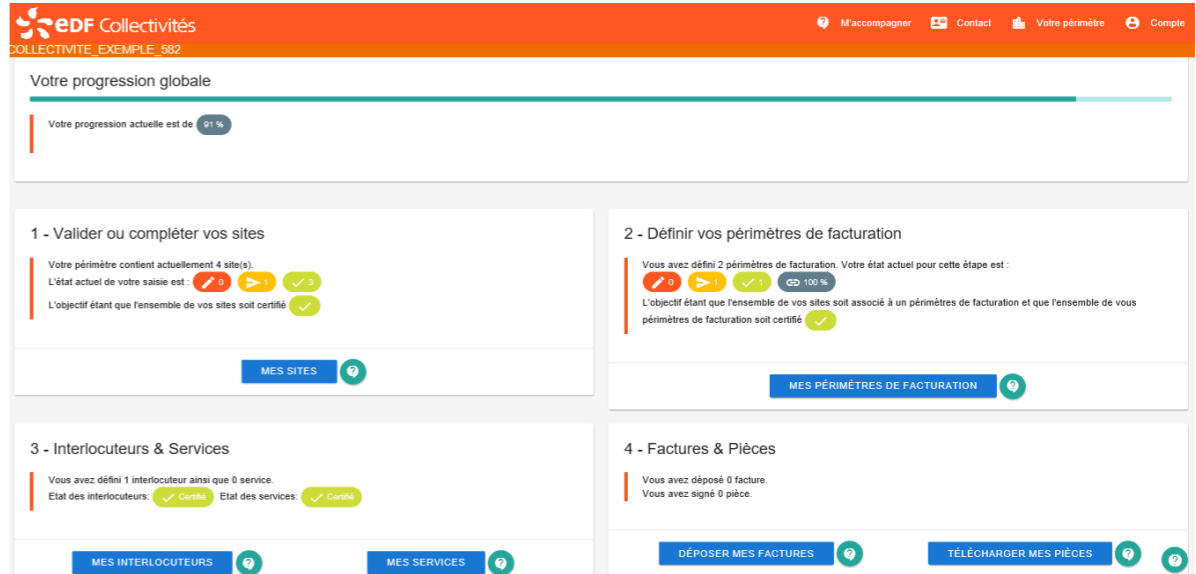 eDF Collectivités
M'accompagner Contact Votre périmètre Compte
COLLECTIVITE_EXEMPLE_582
Votre progression globale
Votre progression actuelle est de 91 %
1 - Valider ou compléter vos sites
Votre périmètre contient actuellement 4 site(s).
L'état actuel de votre saisie est : 0 1 3
L'objectif étant que l'ensemble de vos sites soit certifié
MES SITES
2 - Définir vos périmètres de facturation
Vous avez défini 2 périmètres de facturation. Votre état actuel pour cette étape est :
0 1 1 100 %
L'objectif étant que l'ensemble de vos sites soit associé à un périmètres de facturation et que l'ensemble de vous
périmètres de facturation soit certifié
MES PÉRIMÈTRES DE FACTURATION
3 - Interlocuteurs & Services
Vous avez défini 1 interlocuteur ainsi que 0 service.
Etat des interlocuteurs: Certifié Etat des services: Certifié
MES INTERLOCUTEURS MES SERVICES
4 - Factures & Pièces
Vous avez déposé 0 facture.
Vous avez signé 0 pièce.
DÉPOSER MES FACTURES TÉLÉCHARGER MES PIÈCES